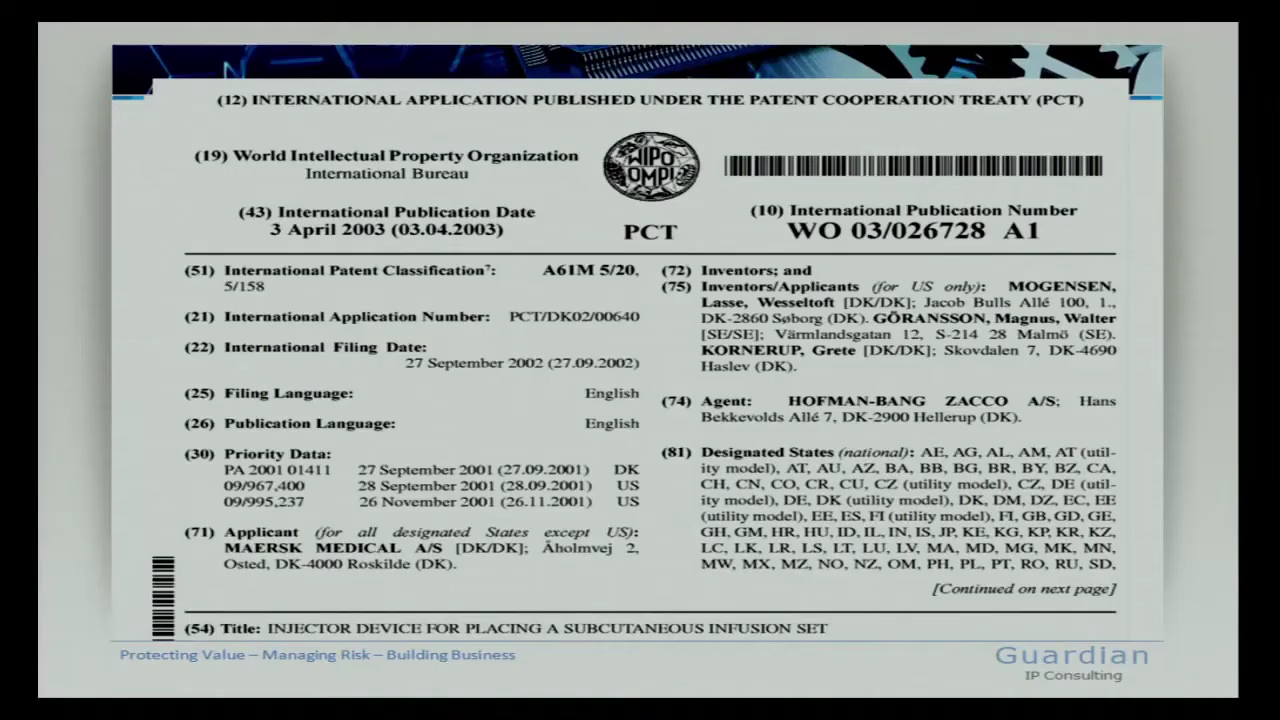 (12) INTERNATIONAL APPLICATION PUBLISHED UNDER THE PATENT COOPERATION TREATY (PCT)
(19) World Intellectual Property Organization
International Bureau
WIPO
OMPI
(43) International Publication Date
3 April 2003 (03.04.2003)
PCT
(10) International Publication Number
WO 03/026728 A1
(51) International Patent Classification⁷: A61M 5/20,
5/158
(21) International Application Number: PCT/DK02/00640
(22) International Filing Date:
27 September 2002 (27.09.2002)
(25) Filing Language: English
(26) Publication Language: English
(30) Priority Data:
PA 2001 01411 27 September 2001 (27.09.2001) DK
09/967,400 28 September 2001 (28.09.2001) US
09/995,237 26 November 2001 (26.11.2001) US
(71) Applicant (for all designated States except US):
MAERSK MEDICAL A/S [DK/DK]; Åholmvej 2,
Osted, DK-4000 Roskilde (DK).
(72) Inventors; and
(75) Inventors/Applicants (for US only): MOGENSEN,
Lasse, Wesseltoft [DK/DK]; Jacob Bulls Allé 100, 1.,
DK-2860 Søborg (DK). GÖRANSSON, Magnus, Walter
[SE/SE]; Värmlandsgatan 12, S-214 28 Malmö (SE).
KORNERUP, Grete [DK/DK]; Skovdalen 7, DK-4690
Haslev (DK).
(74) Agent: HOFMAN-BANG ZACCO A/S; Hans
Bekkevolds Allé 7, DK-2900 Hellerup (DK).
(81) Designated States (national): AE, AG, AL, AM, AT (util-
ity model), AT, AU, AZ, BA, BB, BG, BR, BY, BZ, CA,
CH, CN, CO, CR, CU, CZ (utility model), CZ, DE (util-
ity model), DE, DK (utility model), DK, DM, DZ, EC, EE
(utility model), EE, ES, FI (utility model), FI, GB, GD, GE,
GH, GM, HR, HU, ID, IL, IN, IS, JP, KE, KG, KP, KR, KZ,
LC, LK, LR, LS, LT, LU, LV, MA, MD, MG, MK, MN,
MW, MX, MZ, NO, NZ, OM, PH, PL, PT, RO, RU, SD,
[Continued on next page]
(54) Title: INJECTOR DEVICE FOR PLACING A SUBCUTANEOUS INFUSION SET
Protecting Value – Managing Risk – Building Business
Guardian
IP Consulting